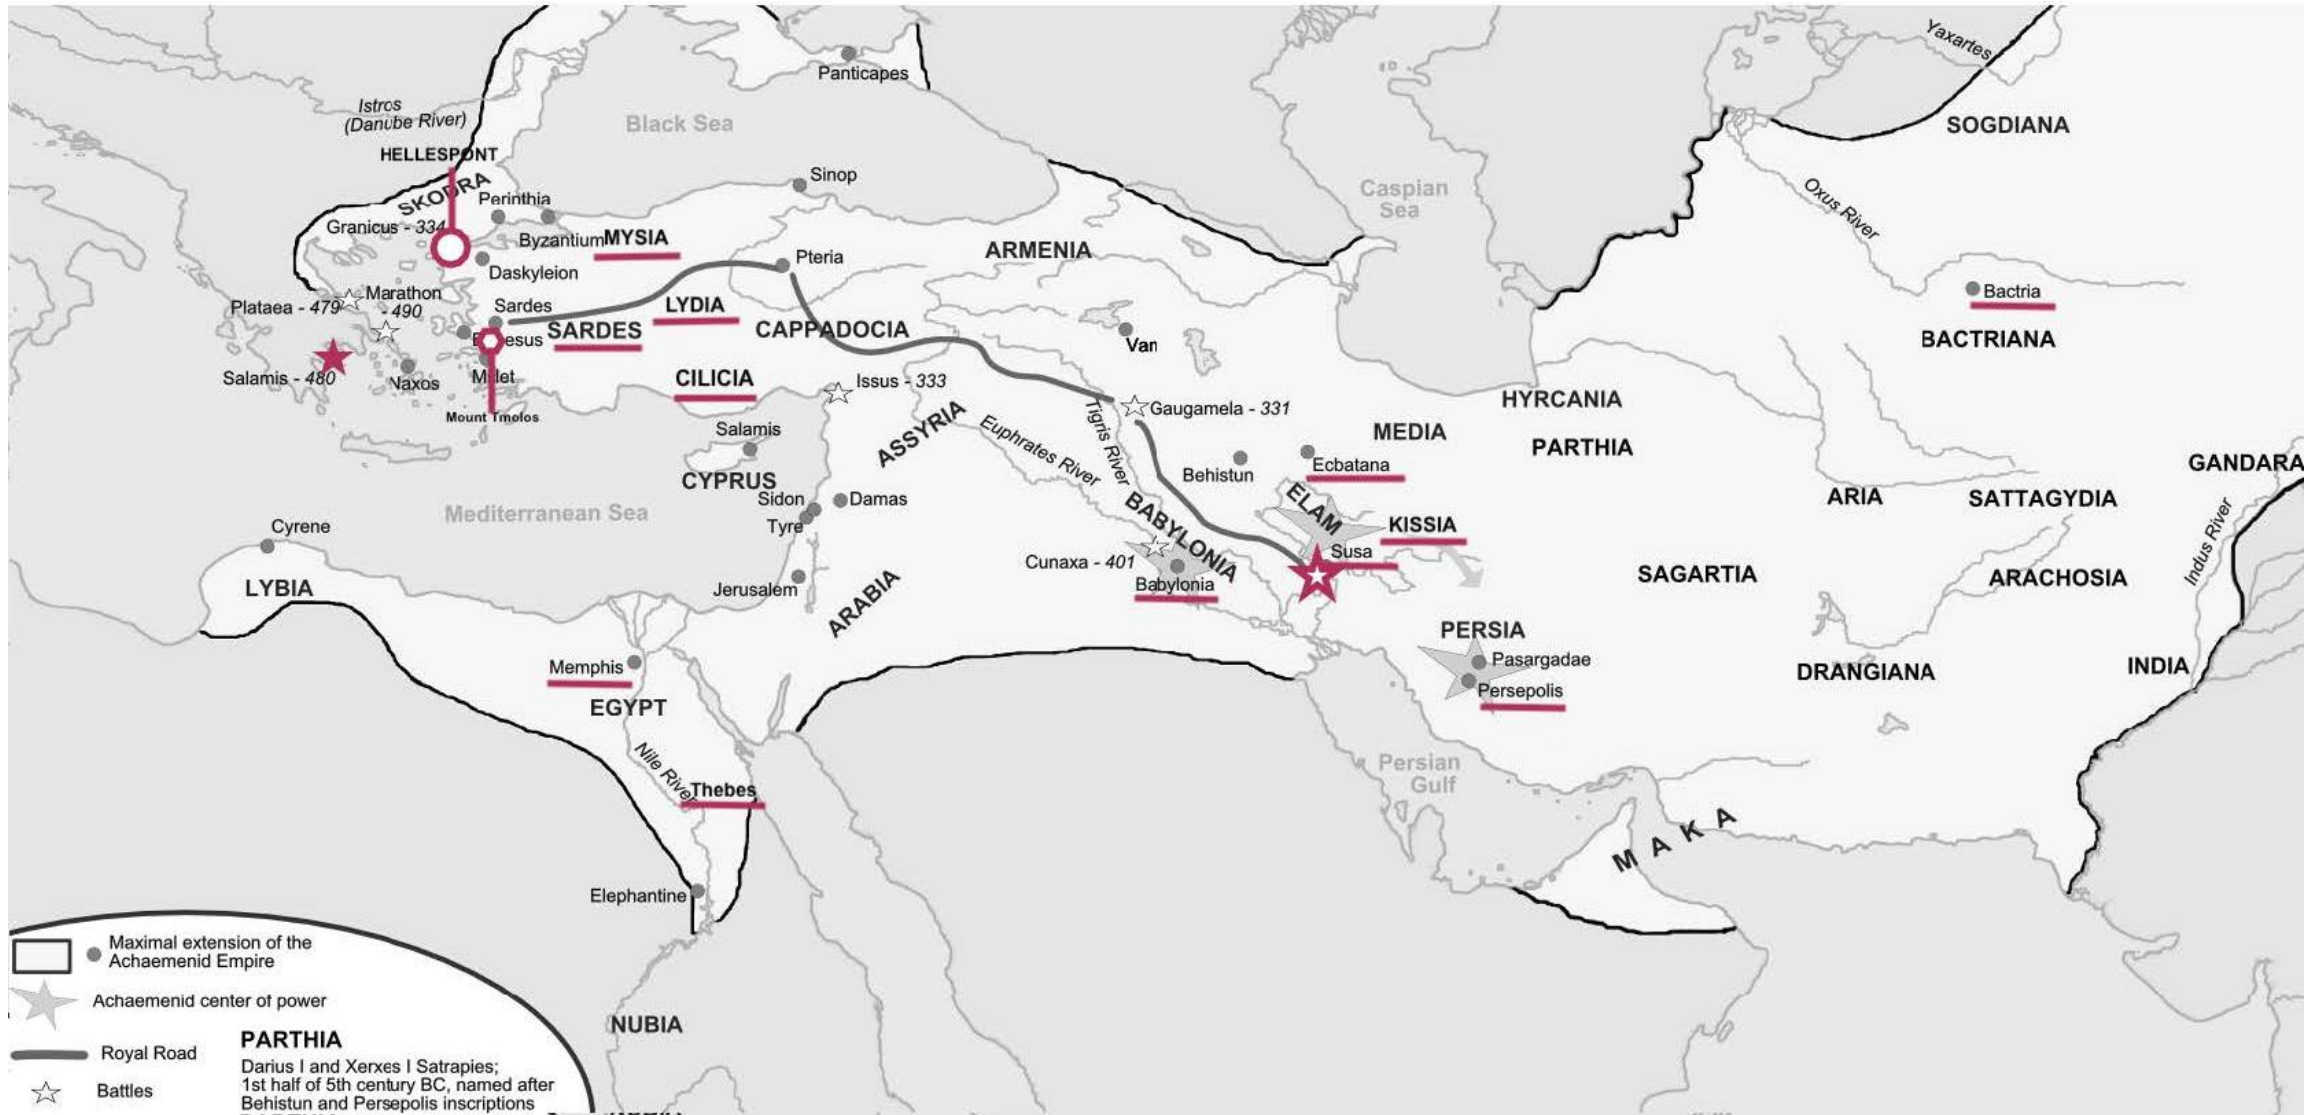 Yaxartes
Panticapes
Istros
(Danube River)
Black Sea
SOGDIANA
HELLESPONT
SKODRA
Sinop
Caspian
Sea
Oxus River
Perinthia
Granicus - 334
Byzantium
MYSIA
ARMENIA
Pteria
Daskyleion
Bactria
Marathon
- 490
Plataea - 479
Sardes
LYDIA
SARDES
CAPPADOCIA
BACTRIANA
Van
Salamis - 480
Naxos
CILICIA
Issus - 333
Mount Tmolos
Gaugamela - 331
HYRCANIA
ASSYRIA
Euphrates River
Tigris River
MEDIA
PARTHIA
Salamis
CYPRUS
Behistun
Ecbatana
GANDARA
Sidon
Damas
Tyre
ELAM
ARIA
SATTAGYDIA
Mediterranean Sea
Cyrene
BABYLONIA
KISSIA
Indus River
Cunaxa - 401
Susa
LYBIA
Jerusalem
ARABIA
Babylonia
SAGARTIA
ARACHOSIA
PERSIA
Memphis
Pasargadae
DRANGIANA
INDIA
Persepolis
EGYPT
Nile River
Thebes
Persian
Gulf
MAKA
Elephantine
NUBIA
Maximal extension of the
Achaemenid Empire
Achaemenid center of power
Royal Road
Battles
PARTHIA
Darius I and Xerxes I Satrapies;
1st half of 5th century BC, named after
Behistun and Persepolis inscriptions